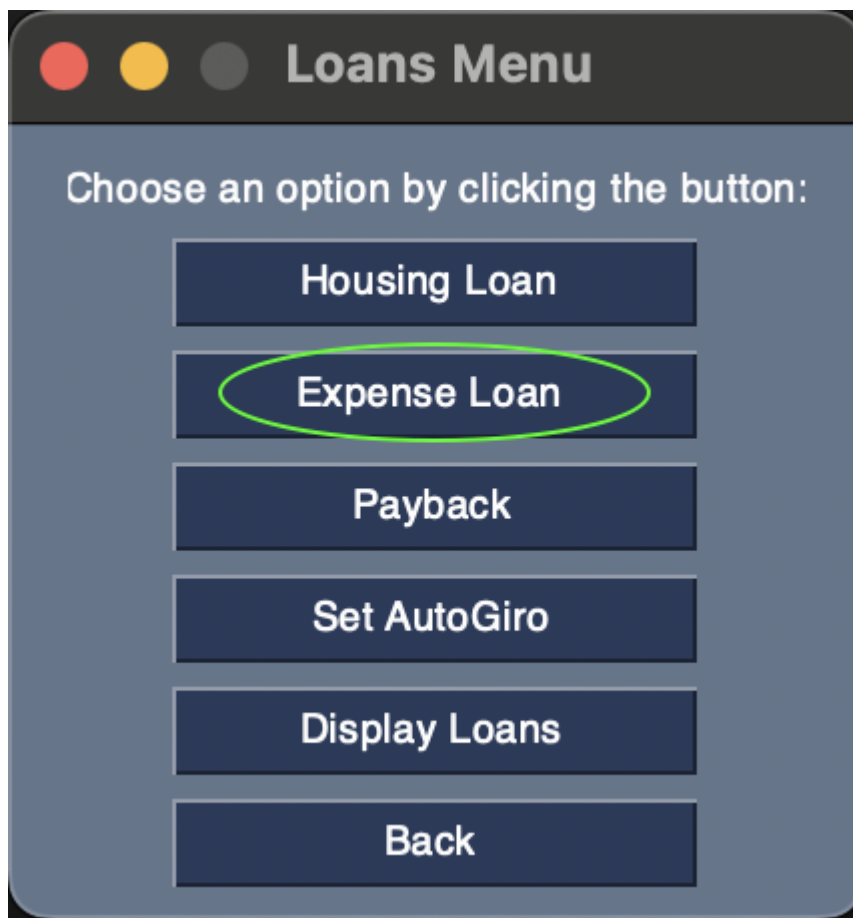 Loans Menu
Choose an option by clicking the button:
Housing Loan
Expense Loan
Payback
Set AutoGiro
Display Loans
Back